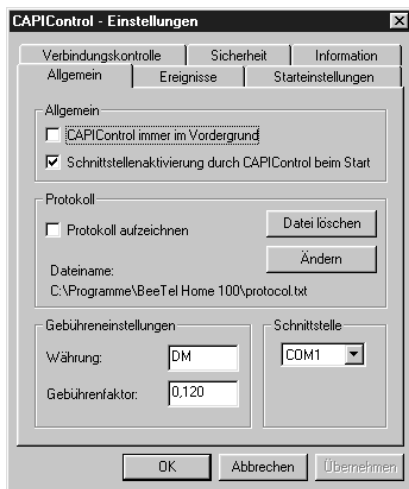 CAPIControl - Einstellungen
Verbindungskontrolle Sicherheit Information
Allgemein Ereignisse Starteinstellungen
Allgemein
CAPIControl immer im Vordergrund
Schnittstellenaktivierung durch CAPIControl beim Start
Protokoll
Protokoll aufzeichnen Datei löschen
Ändern
Dateiname:
C:\Programme\BeeTel Home 100\protocol.txt
Gebühreneinstellungen Schnittstelle
Währung: DM COM1
Gebührenfaktor: 0,120
OK Abbrechen Übernehmen